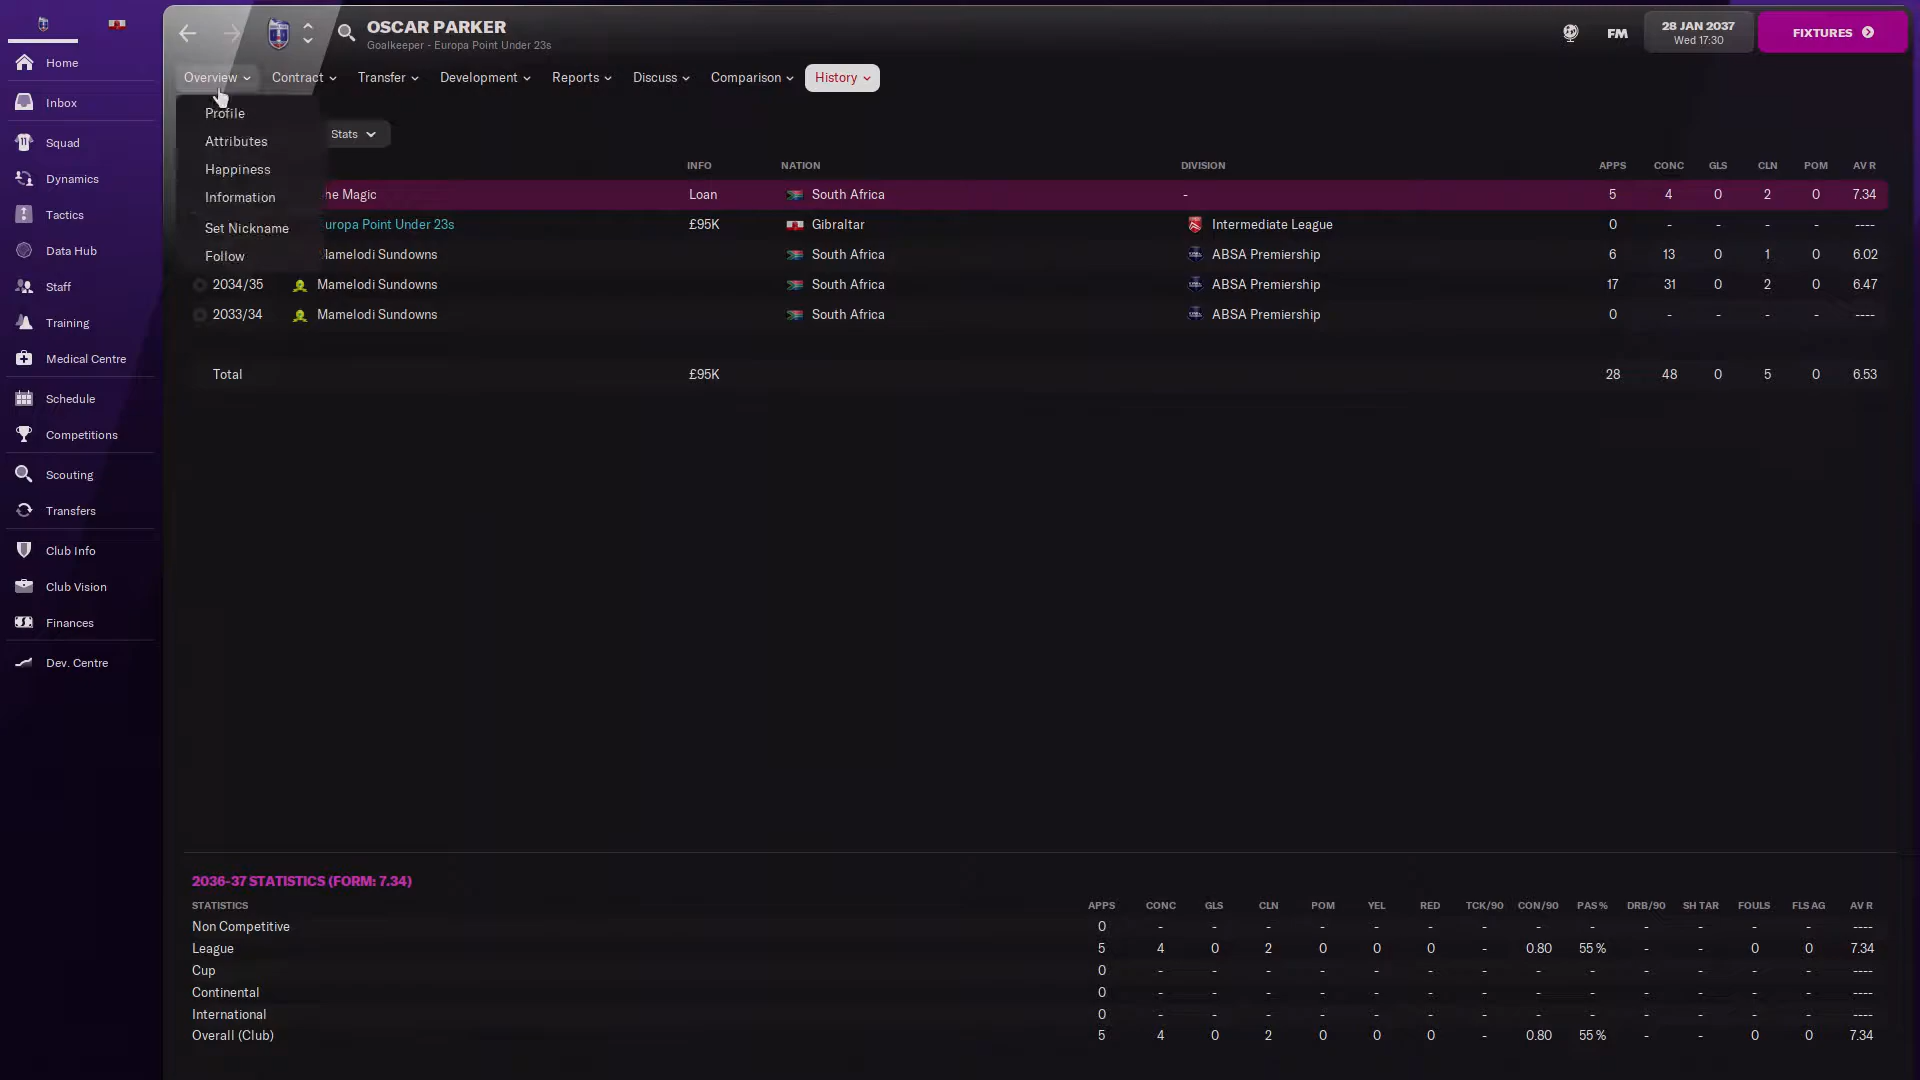 OSCAR PARKER
Goalkeeper - Europa Point Under 23s
FM
28 JAN 2037
Wed 17:30
FIXTURES
Home
Inbox
Squad
Dynamics
Tactics
Data Hub
Staff
Training
Medical Centre
Schedule
Competitions
Scouting
Transfers
Club Info
Club Vision
Finances
Dev. Centre
Overview Contract Transfer Development Reports Discuss Comparison History
Profile
Attributes
Happiness
Information
Set Nickname
Follow
Stats
INFO NATION DIVISION APPS CONC GLS CLN POM AV R
he Magic Loan South Africa - 5 4 0 2 0 7.34
uropa Point Under 23s £95K Gibraltar Intermediate League 0 - - - - ----
Mamelodi Sundowns South Africa ABSA Premiership 6 13 0 1 0 6.02
2034/35 Mamelodi Sundowns South Africa ABSA Premiership 17 31 0 2 0 6.47
2033/34 Mamelodi Sundowns South Africa ABSA Premiership 0 - - - - ----
Total £95K 28 48 0 5 0 6.53
2036-37 STATISTICS (FORM: 7.34)
STATISTICS APPS CONC GLS CLN POM YEL RED TCK/90 CON/90 PAS % DRB/90 SH TAR FOULS FLS AG AV R
Non Competitive 0 - - - - - - - - - - - - - ----
League 5 4 0 2 0 0 0 - 0.80 55 % - - 0 0 7.34
Cup 0 - - - - - - - - - - - - - ----
Continental 0 - - - - - - - - - - - - - ----
International 0 - - - - - - - - - - - - - ----
Overall (Club) 5 4 0 2 0 0 0 - 0.80 55 % - - 0 0 7.34